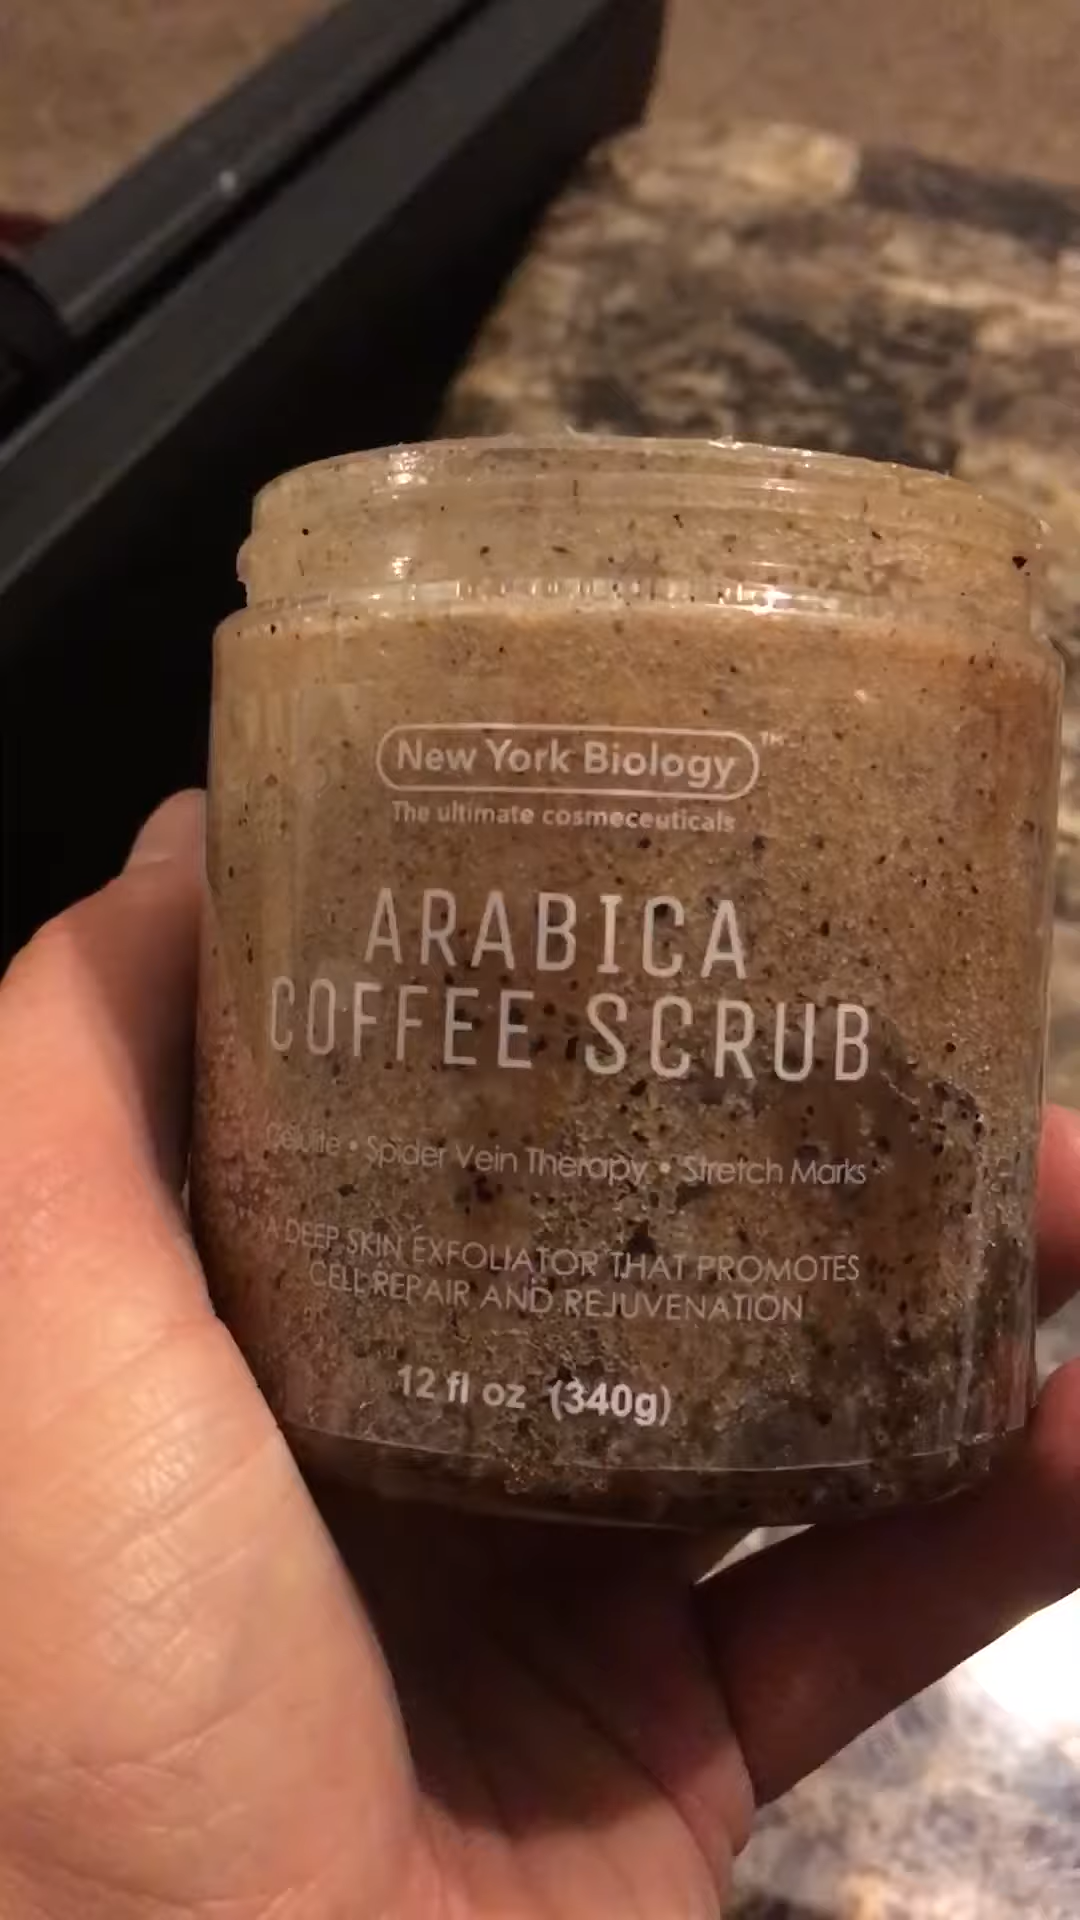 New York Biology™
The ultimate cosmeceuticals
ARABICA
COFFEE SCRUB
Cellulite • Spider Vein Therapy • Stretch Marks
A DEEP SKIN EXFOLIATOR THAT PROMOTES
CELL REPAIR AND REJUVENATION
12 fl oz (340g)